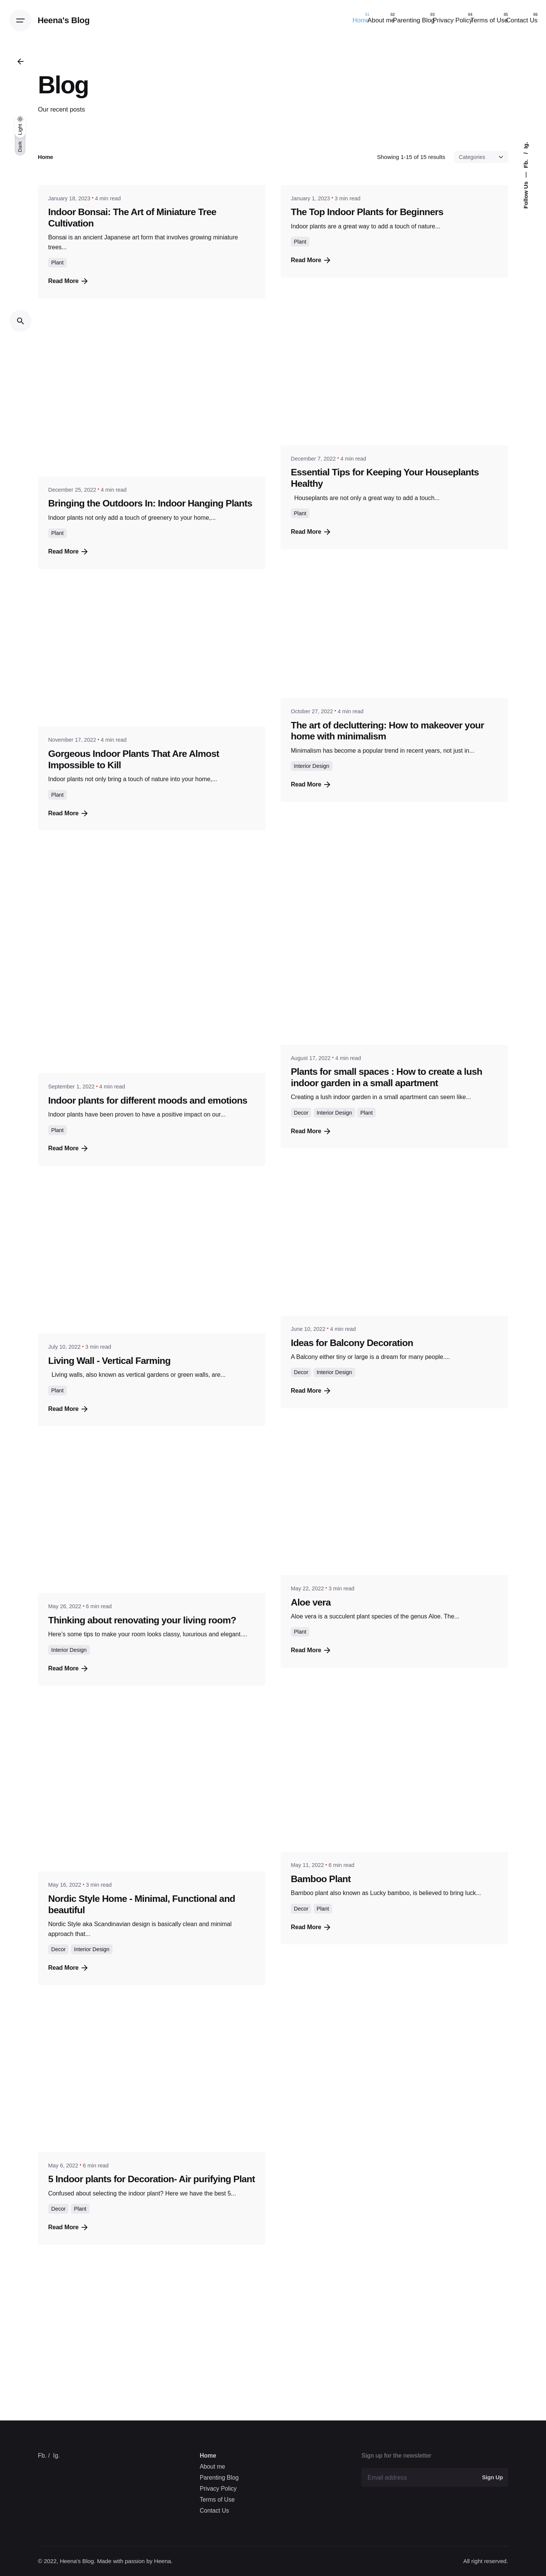 Heena's Blog
01
Home
02
About me
03
Parenting Blog
04
Privacy Policy
05
Terms of Use
06
Contact Us
Blog
Our recent posts
Light
Dark
Follow Us — Fb. / Ig.
Home
Showing 1-15 of 15 results
Categories
January 18, 2023 • 4 min read
Indoor Bonsai: The Art of Miniature Tree
Cultivation
Bonsai is an ancient Japanese art form that involves growing miniature
trees...
Plant
Read More
January 1, 2023 • 3 min read
The Top Indoor Plants for Beginners
Indoor plants are a great way to add a touch of nature...
Plant
Read More
December 25, 2022 • 4 min read
Bringing the Outdoors In: Indoor Hanging Plants
Indoor plants not only add a touch of greenery to your home,...
Plant
Read More
December 7, 2022 • 4 min read
Essential Tips for Keeping Your Houseplants
Healthy
Houseplants are not only a great way to add a touch...
Plant
Read More
November 17, 2022 • 4 min read
Gorgeous Indoor Plants That Are Almost
Impossible to Kill
Indoor plants not only bring a touch of nature into your home,...
Plant
Read More
October 27, 2022 • 4 min read
The art of decluttering: How to makeover your
home with minimalism
Minimalism has become a popular trend in recent years, not just in...
Interior Design
Read More
September 1, 2022 • 4 min read
Indoor plants for different moods and emotions
Indoor plants have been proven to have a positive impact on our...
Plant
Read More
August 17, 2022 • 4 min read
Plants for small spaces : How to create a lush
indoor garden in a small apartment
Creating a lush indoor garden in a small apartment can seem like...
Decor Interior Design Plant
Read More
July 10, 2022 • 3 min read
Living Wall - Vertical Farming
Living walls, also known as vertical gardens or green walls, are...
Plant
Read More
June 10, 2022 • 4 min read
Ideas for Balcony Decoration
A Balcony either tiny or large is a dream for many people....
Decor Interior Design
Read More
May 26, 2022 • 6 min read
Thinking about renovating your living room?
Here's some tips to make your room looks classy, luxurious and elegant....
Interior Design
Read More
May 22, 2022 • 3 min read
Aloe vera
Aloe vera is a succulent plant species of the genus Aloe. The...
Plant
Read More
May 16, 2022 • 3 min read
Nordic Style Home - Minimal, Functional and
beautiful
Nordic Style aka Scandinavian design is basically clean and minimal
approach that...
Decor Interior Design
Read More
May 11, 2022 • 6 min read
Bamboo Plant
Bamboo plant also known as Lucky bamboo, is believed to bring luck...
Decor Plant
Read More
May 6, 2022 • 6 min read
5 Indoor plants for Decoration- Air purifying Plant
Confused about selecting the indoor plant? Here we have the best 5...
Decor Plant
Read More
Fb. / Ig.
Home
About me
Parenting Blog
Privacy Policy
Terms of Use
Contact Us
Sign up for the newsletter
Email address
Sign Up
© 2022, Heena's Blog. Made with passion by Heena.
All right reserved.